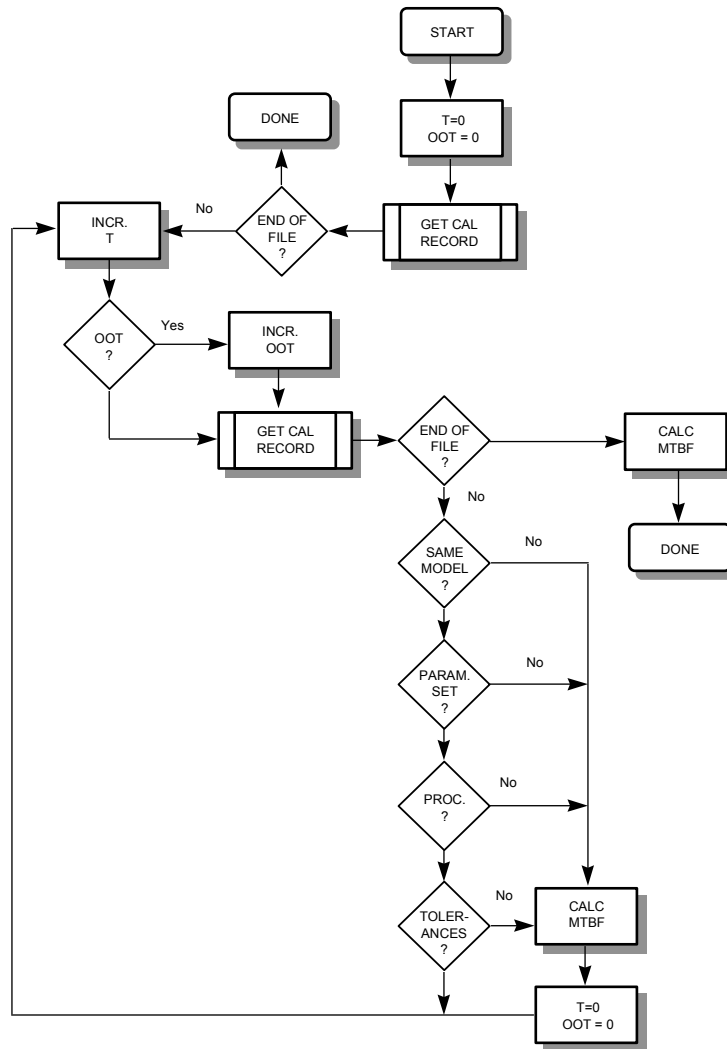 START
T=0
OOT = 0
DONE
GET CAL
RECORD
END OF
FILE
?
No
INCR.
T
OOT
?
Yes
INCR.
OOT
GET CAL
RECORD
END OF
FILE
?
CALC
MTBF
DONE
No
SAME
MODEL
?
No
PARAM.
SET
?
No
PROC.
?
No
TOLER-
ANCES
?
No
CALC
MTBF
T=0
OOT = 0